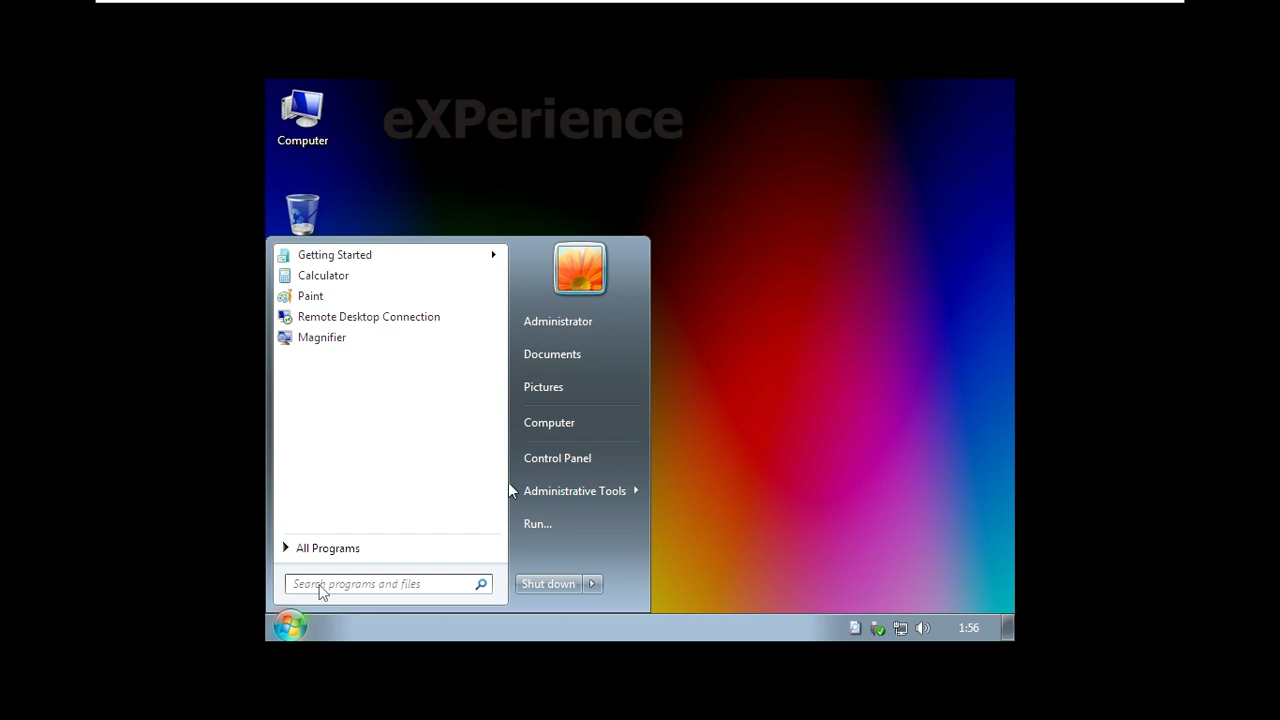 eXPerience
Computer
Getting Started
Calculator
Paint
Remote Desktop Connection
Magnifier
All Programs
Search programs and files
Administrator
Documents
Pictures
Computer
Control Panel
Administrative Tools
Run...
Shut down
1:56